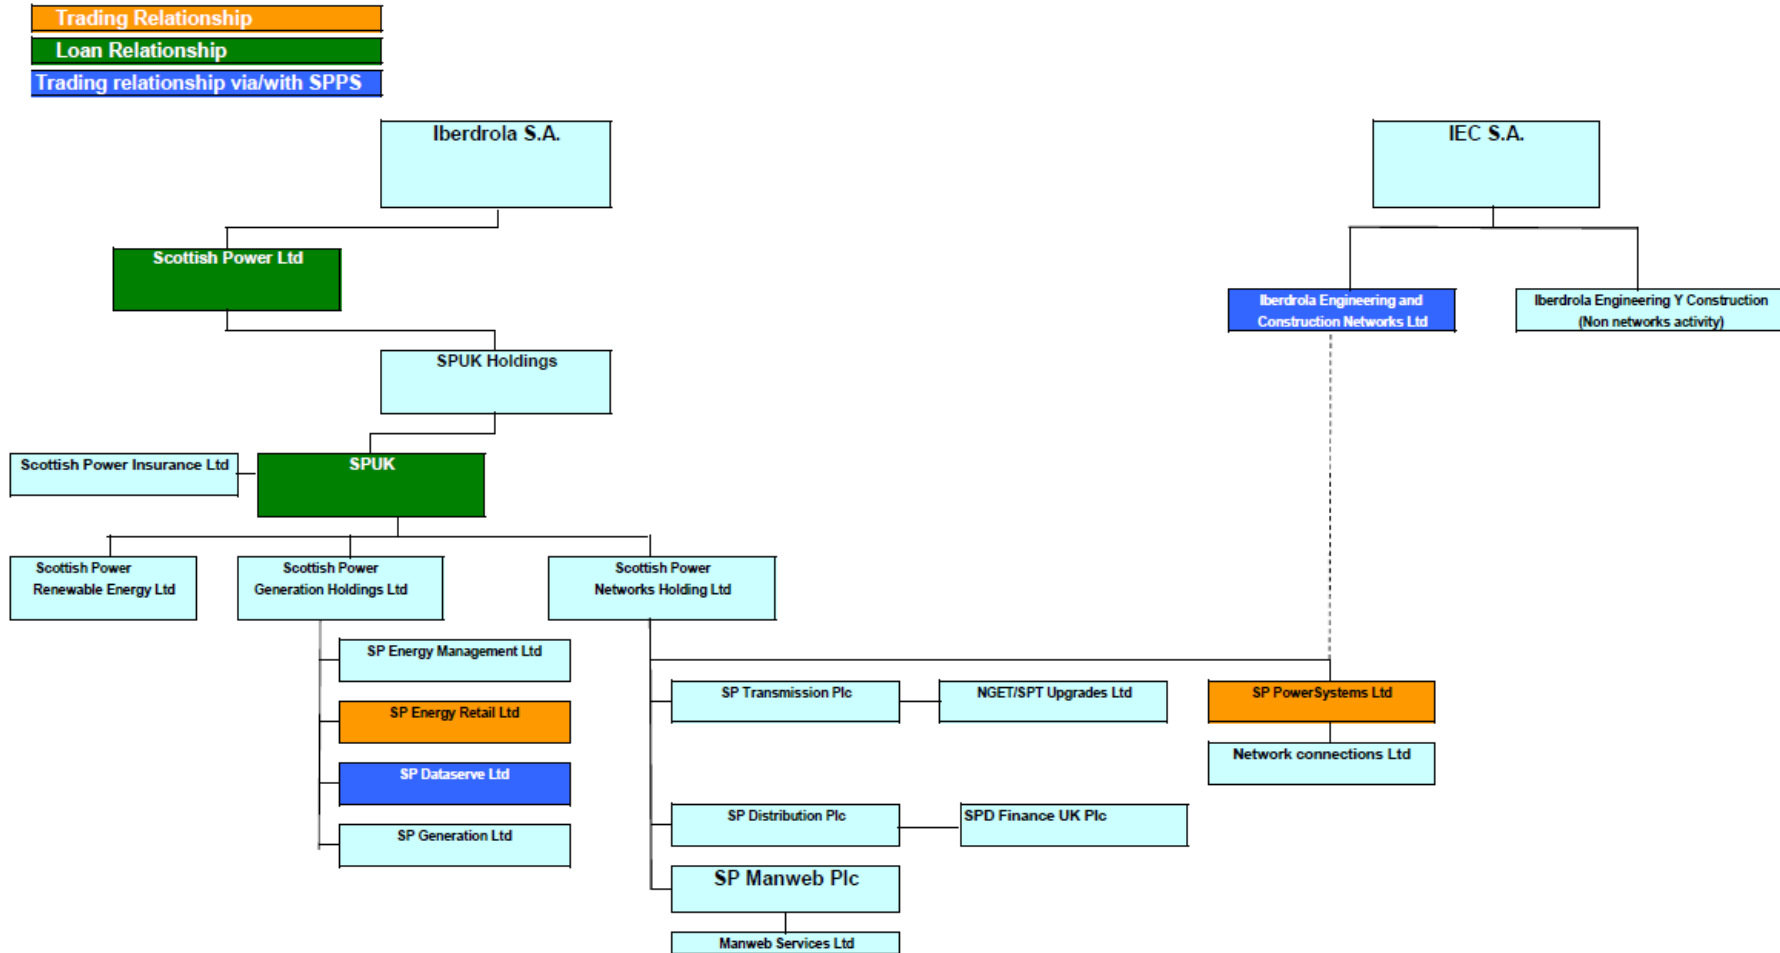 Trading Relationship
Loan Relationship
Trading relationship via/with SPPS
Iberdrola S.A.
IEC S.A.
Scottish Power Ltd
Iberdrola Engineering and
Construction Networks Ltd
Iberdrola Engineering Y Construction
(Non networks activity)
SPUK Holdings
Scottish Power Insurance Ltd
SPUK
Scottish Power
Renewable Energy Ltd
Scottish Power
Generation Holdings Ltd
Scottish Power
Networks Holding Ltd
SP Energy Management Ltd
SP Transmission Plc
NGET/SPT Upgrades Ltd
SP PowerSystems Ltd
SP Energy Retail Ltd
Network connections Ltd
SP Dataserve Ltd
SP Distribution Plc
SPD Finance UK Plc
SP Generation Ltd
SP Manweb Plc
Manweb Services Ltd